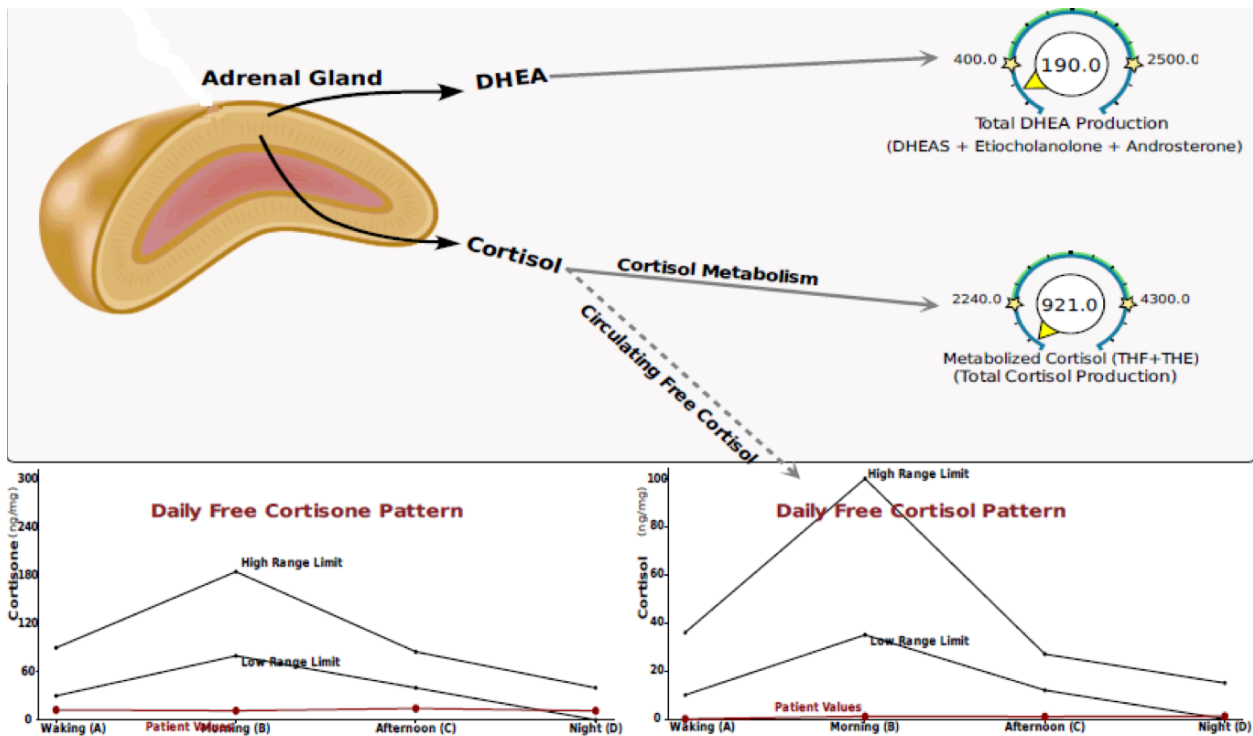 Adrenal Gland
DHEA
400.0
190.0
2500.0
Total DHEA Production
(DHEAS + Etiocholanolone + Androsterone)
Cortisol
Cortisol Metabolism
Circulating Free Cortisol
2240.0
921.0
4300.0
Metabolized Cortisol (THF+THE)
(Total Cortisol Production)
Daily Free Cortisone Pattern
Cortisone (ng/mg)
300
240
180
120
60
0
High Range Limit
Low Range Limit
Patient Values
Waking (A)
Morning (B)
Afternoon (C)
Night (D)
Daily Free Cortisol Pattern
Cortisol (ng/mg)
100
80
60
40
20
0
High Range Limit
Low Range Limit
Patient Values
Waking (A)
Morning (B)
Afternoon (C)
Night (D)